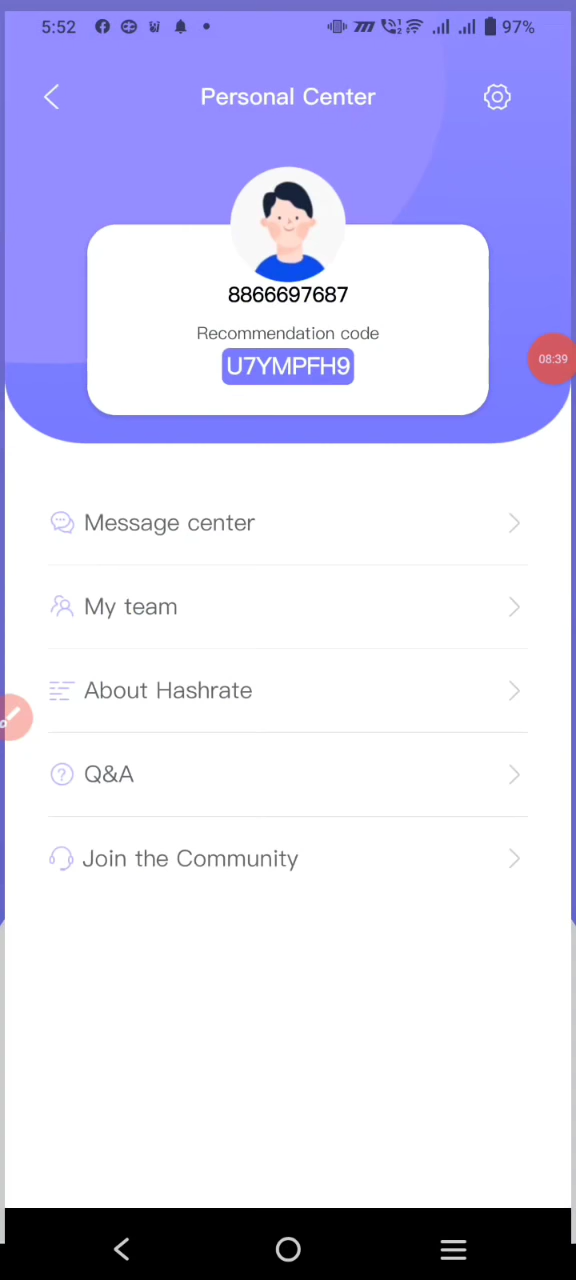 5:52
97%
Personal Center
8866697687
Recommendation code
U7YMPFH9
08:39
Message center
My team
About Hashrate
Q&A
Join the Community